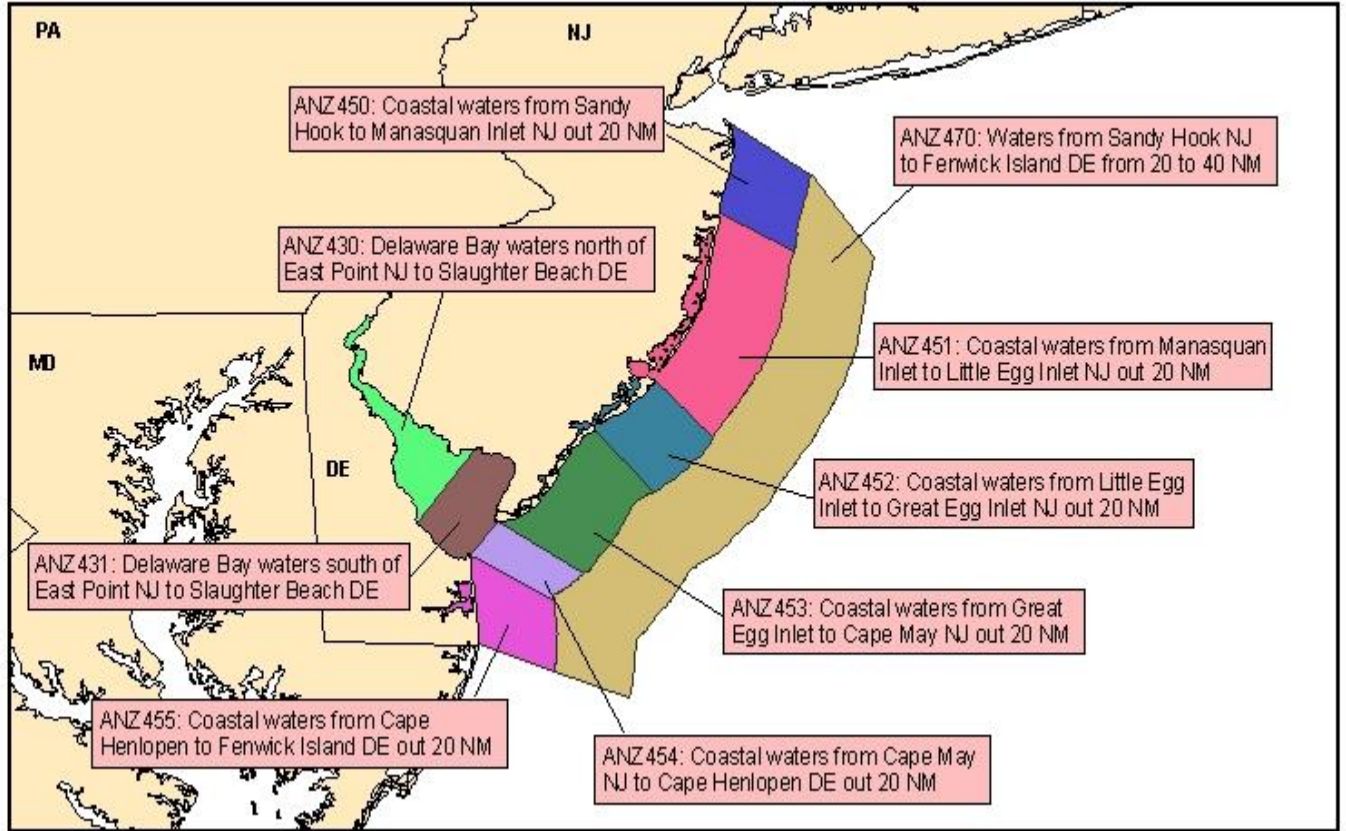 PA
NJ
ANZ450: Coastal waters from Sandy
Hook to Manasquan Inlet NJ out 20 NM
ANZ470: Waters from Sandy Hook NJ
to Fenwick Island DE from 20 to 40 NM
ANZ430: Delaware Bay waters north of
East Point NJ to Slaughter Beach DE
MD
ANZ451: Coastal waters from Manasquan
Inlet to Little Egg Inlet NJ out 20 NM
DE
ANZ452: Coastal waters from Little Egg
Inlet to Great Egg Inlet NJ out 20 NM
ANZ431: Delaware Bay waters south of
East Point NJ to Slaughter Beach DE
ANZ453: Coastal waters from Great
Egg Inlet to Cape May NJ out 20 NM
ANZ455: Coastal waters from Cape
Henlopen to Fenwick Island DE out 20 NM
ANZ454: Coastal waters from Cape May
NJ to Cape Henlopen DE out 20 NM